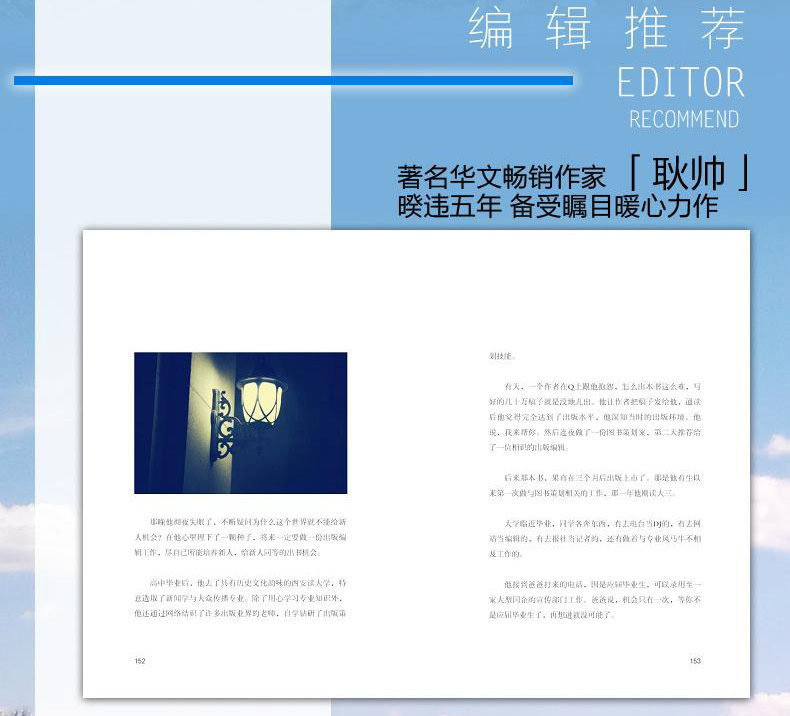 编辑推荐
EDITOR
RECOMMEND
著名华文畅销作家「耿帅」
暌违五年 备受瞩目暖心力作
那晚他彻夜失眠了，不断疑问为什么这个世界就不能给新
人机会？在他心里埋下了一颗种子，将来一定要做一份出版编
辑工作，尽自己所能培养新人，给新人同等的出书机会。
高中毕业后，他去了具有历史文化韵味的西安读大学，特
意选取了新闻学与大众传播专业。除了用心学习专业知识外，
他还通过网络结识了许多出版业界的老师，自学钻研了出版策
152
划技能。
有天，一个作者在Q上跟他抱怨，怎么出本书这么难，写
好的几十万稿子就是没地儿出。他让作者把稿子发给他，通读
后他觉得完全达到了出版水平，他深知当时的出版环境。他
说，我来帮你。然后连夜做了一份图书策划案，第二天推荐给
了一位相识的出版编辑。
后来那本书，果真在三个月后出版上市了。那是他有生以
来第一次做与图书策划相关的工作，那一年他刚读大三。
大学临近毕业，同学各奔东西，有去电台当DJ的，有去网
站当编辑的，有去报社当记者的，还有做着与专业风马牛不相
及工作的。
他接到爸爸打来的电话，因是应届毕业生，可以录用至一
家大型国企的宣传部门工作。爸爸说，机会只有一次，等你不
是应届毕业生了，再想进就没可能了。
153